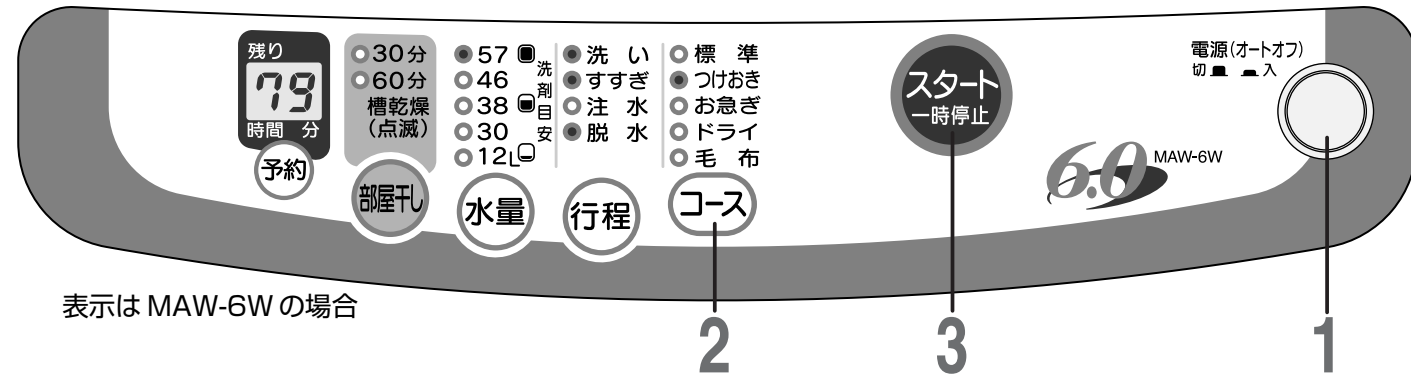 残り
79
時間 分
予約
30分
60分
槽乾燥
(点滅)
部屋干し
57
46
38
30
12L
洗剤目安
水量
洗い
すすぎ
注水
脱水
行程
標準
つけおき
お急ぎ
ドライ
毛布
コース
スタート
一時停止
6.0
MAW-6W
電源(オートオフ)
切 入
表示は MAW-6W の場合
2
3
1